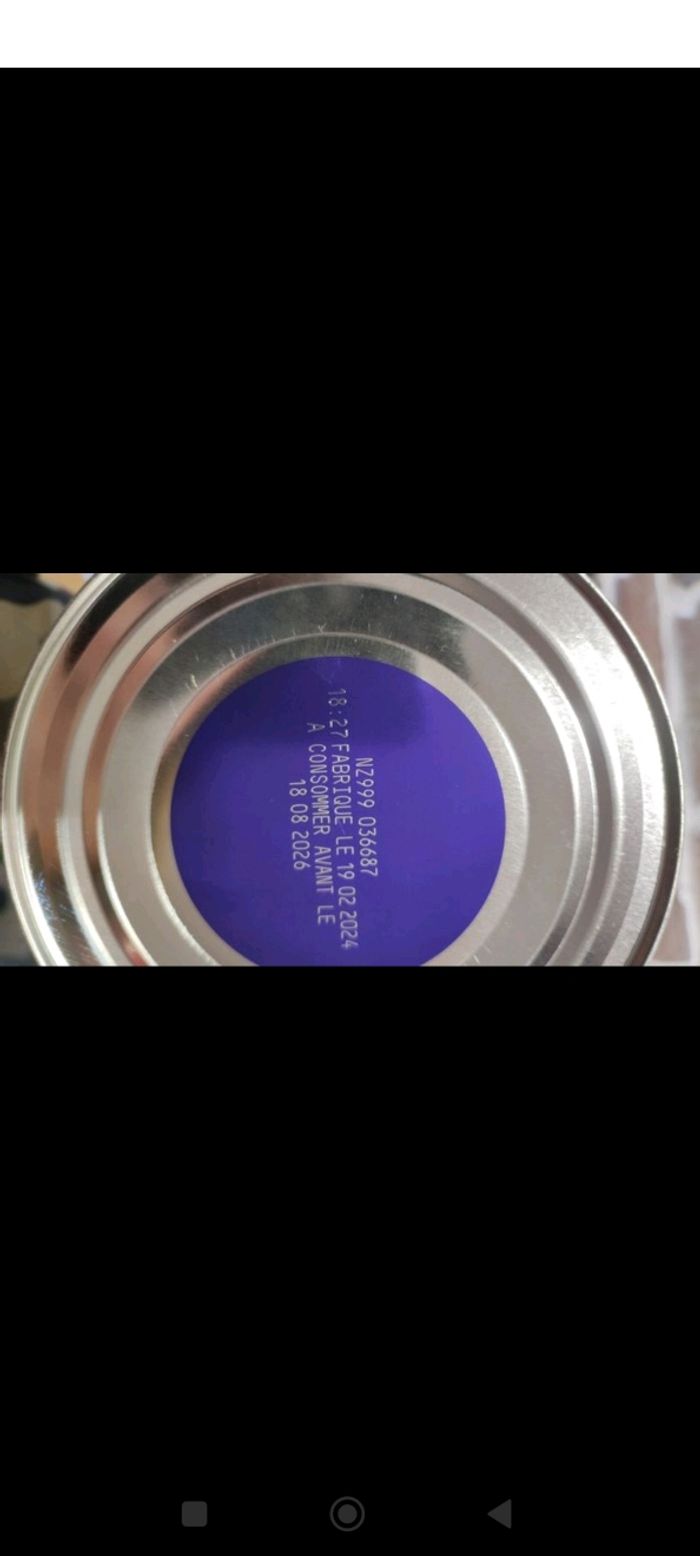 NZ999 036687
18:27 FABRIQUE LE 19 02 2024
A CONSOMMER AVANT LE
18 08 2026